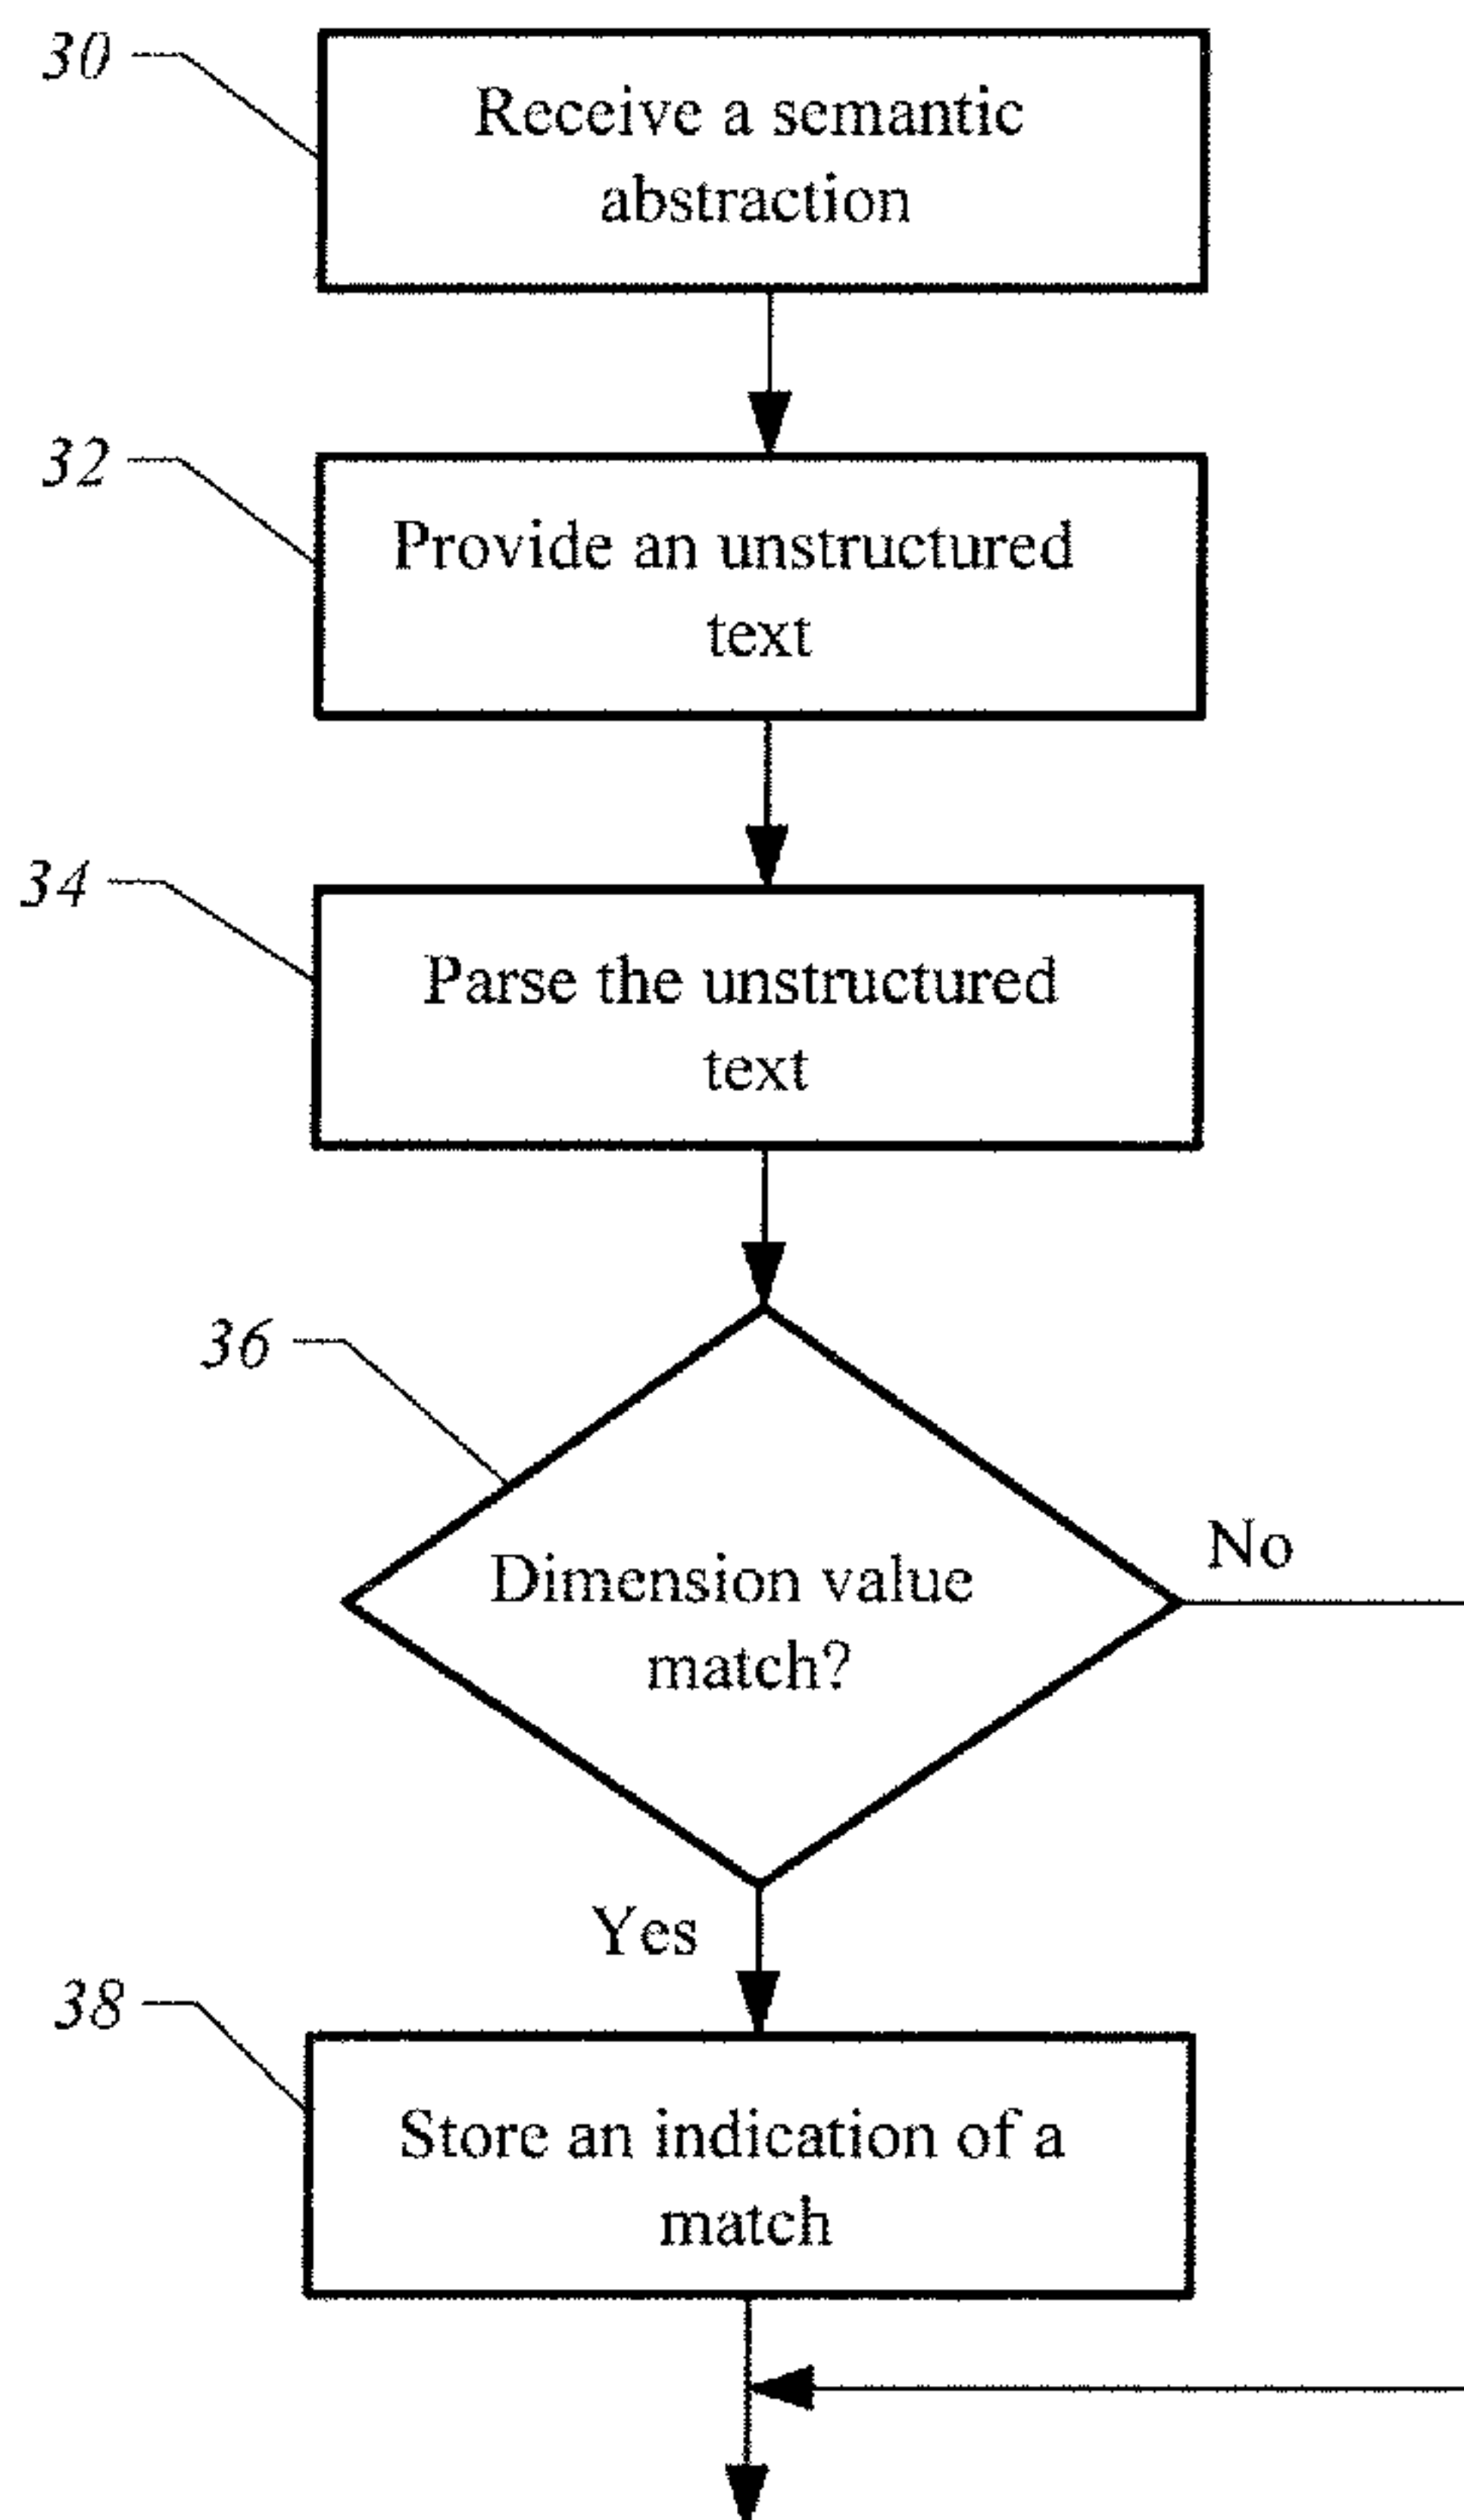 30
Receive a semantic
abstraction
32
Provide an unstructured
text
34
Parse the unstructured
text
36
Dimension value
match?
No
Yes
38
Store an indication of a
match